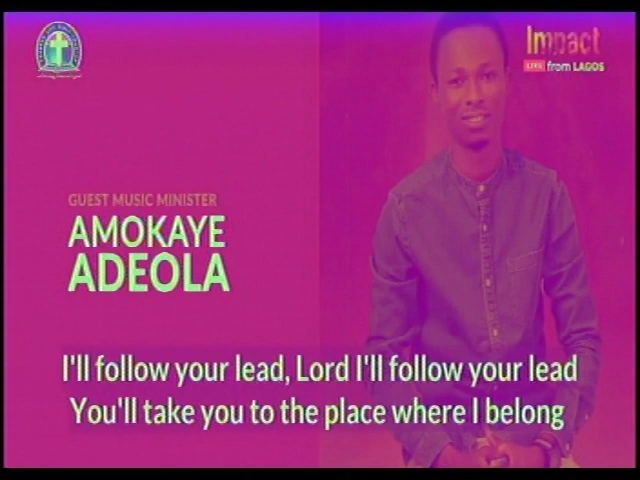 Impact
LIVE from LAGOS
GUEST MUSIC MINISTER
AMOKAYE
ADEOLA
I'll follow your lead, Lord I'll follow your lead
You'll take you to the place where I belong